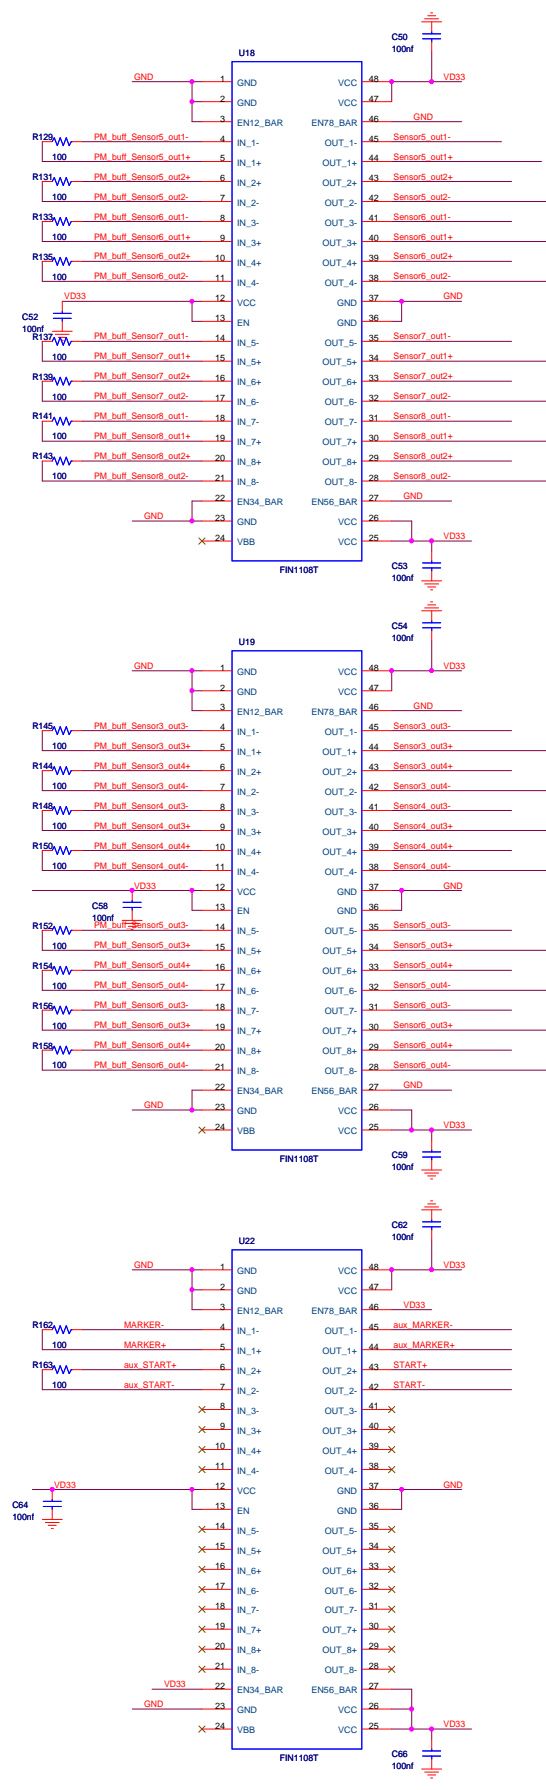 C50
100nf
U18
GND 1 GND VCC 48 VD33
2 GND VCC 47
3 EN12_BAR EN78_BAR 46 GND
R129 PM_buff_Sensor5_out1- 4 IN_1- OUT_1- 45 Sensor5_out1-
100 PM_buff_Sensor5_out1+ 5 IN_1+ OUT_1+ 44 Sensor5_out1+
R131 PM_buff_Sensor5_out2+ 6 IN_2+ OUT_2+ 43 Sensor5_out2+
100 PM_buff_Sensor5_out2- 7 IN_2- OUT_2- 42 Sensor5_out2-
R133 PM_buff_Sensor6_out1- 8 IN_3- OUT_3- 41 Sensor6_out1-
100 PM_buff_Sensor6_out1+ 9 IN_3+ OUT_3+ 40 Sensor6_out1+
R135 PM_buff_Sensor6_out2+ 10 IN_4+ OUT_4+ 39 Sensor6_out2+
100 PM_buff_Sensor6_out2- 11 IN_4- OUT_4- 38 Sensor6_out2-
VD33 12 VCC GND 37 GND
C52 13 EN GND 36
100nf
R137 PM_buff_Sensor7_out1- 14 IN_5- OUT_5- 35 Sensor7_out1-
100 PM_buff_Sensor7_out1+ 15 IN_5+ OUT_5+ 34 Sensor7_out1+
R139 PM_buff_Sensor7_out2+ 16 IN_6+ OUT_6+ 33 Sensor7_out2+
100 PM_buff_Sensor7_out2- 17 IN_6- OUT_6- 32 Sensor7_out2-
R141 PM_buff_Sensor8_out1- 18 IN_7- OUT_7- 31 Sensor8_out1-
100 PM_buff_Sensor8_out1+ 19 IN_7+ OUT_7+ 30 Sensor8_out1+
R143 PM_buff_Sensor8_out2+ 20 IN_8+ OUT_8+ 29 Sensor8_out2+
100 PM_buff_Sensor8_out2- 21 IN_8- OUT_8- 28 Sensor8_out2-
22 EN34_BAR EN56_BAR 27 GND
GND 23 GND VCC 26
24 VBB VCC 25 VD33
FIN1108T
C53
100nf
C54
100nf
U19
GND 1 GND VCC 48 VD33
2 GND VCC 47
3 EN12_BAR EN78_BAR 46 GND
R145 PM_buff_Sensor3_out3- 4 IN_1- OUT_1- 45 Sensor3_out3-
100 PM_buff_Sensor3_out3+ 5 IN_1+ OUT_1+ 44 Sensor3_out3+
R144 PM_buff_Sensor3_out4+ 6 IN_2+ OUT_2+ 43 Sensor3_out4+
100 PM_buff_Sensor3_out4- 7 IN_2- OUT_2- 42 Sensor3_out4-
R148 PM_buff_Sensor4_out3- 8 IN_3- OUT_3- 41 Sensor4_out3-
100 PM_buff_Sensor4_out3+ 9 IN_3+ OUT_3+ 40 Sensor4_out3+
R150 PM_buff_Sensor4_out4+ 10 IN_4+ OUT_4+ 39 Sensor4_out4+
100 PM_buff_Sensor4_out4- 11 IN_4- OUT_4- 38 Sensor4_out4-
VD33 12 VCC GND 37 GND
C58 13 EN GND 36
100nf
R152 PM_buff_Sensor5_out3- 14 IN_5- OUT_5- 35 Sensor5_out3-
100 PM_buff_Sensor5_out3+ 15 IN_5+ OUT_5+ 34 Sensor5_out3+
R154 PM_buff_Sensor5_out4+ 16 IN_6+ OUT_6+ 33 Sensor5_out4+
100 PM_buff_Sensor5_out4- 17 IN_6- OUT_6- 32 Sensor5_out4-
R156 PM_buff_Sensor6_out3- 18 IN_7- OUT_7- 31 Sensor6_out3-
100 PM_buff_Sensor6_out3+ 19 IN_7+ OUT_7+ 30 Sensor6_out3+
R158 PM_buff_Sensor6_out4+ 20 IN_8+ OUT_8+ 29 Sensor6_out4+
100 PM_buff_Sensor6_out4- 21 IN_8- OUT_8- 28 Sensor6_out4-
22 EN34_BAR EN56_BAR 27 GND
GND 23 GND VCC 26
24 VBB VCC 25 VD33
FIN1108T
C59
100nf
C62
100nf
U22
GND 1 GND VCC 48 VD33
2 GND VCC 47
3 EN12_BAR EN78_BAR 46 VD33
R162 MARKER- 4 IN_1- OUT_1- 45 aux_MARKER-
100 MARKER+ 5 IN_1+ OUT_1+ 44 aux_MARKER+
R163 aux_START+ 6 IN_2+ OUT_2+ 43 START+
100 aux_START- 7 IN_2- OUT_2- 42 START-
8 IN_3- OUT_3- 41
9 IN_3+ OUT_3+ 40
10 IN_4+ OUT_4+ 39
11 IN_4- OUT_4- 38
VD33 12 VCC GND 37 GND
C64 13 EN GND 36
100nf
14 IN_5- OUT_5- 35
15 IN_5+ OUT_5+ 34
16 IN_6+ OUT_6+ 33
17 IN_6- OUT_6- 32
18 IN_7- OUT_7- 31
19 IN_7+ OUT_7+ 30
20 IN_8+ OUT_8+ 29
21 IN_8- OUT_8- 28
VD33 22 EN34_BAR EN56_BAR 27
GND 23 GND VCC 26
24 VBB VCC 25 VD33
FIN1108T
C66
100nf